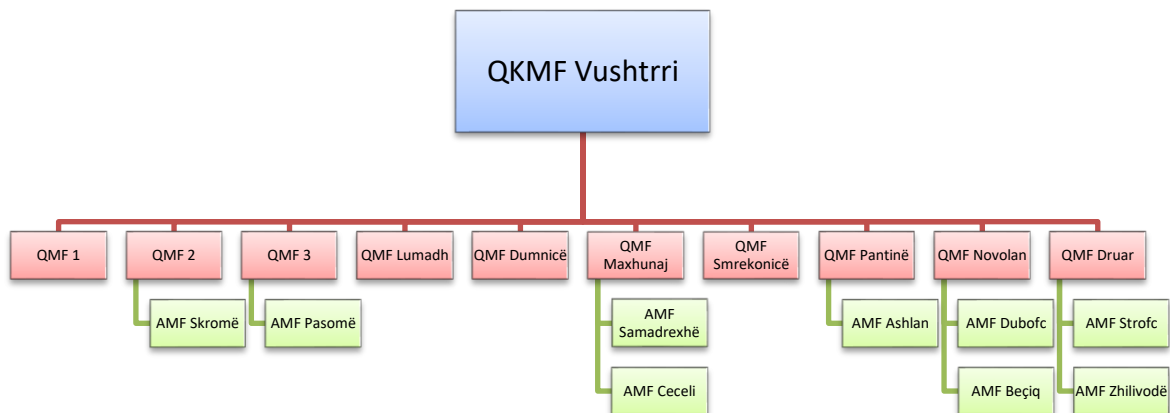 QKMF Vushtrri
QMF 1
QMF 2
QMF 3
QMF Lumadh
QMF Dumnicë
QMF
Maxhunaj
QMF
Smrekonicë
QMF Pantinë
QMF Novolan
QMF Druar
AMF Skromë
AMF Pasomë
AMF
Samadrexhë
AMF Ashlan
AMF Dubofc
AMF Strofc
AMF Ceceli
AMF Beçiq
AMF Zhilivodë